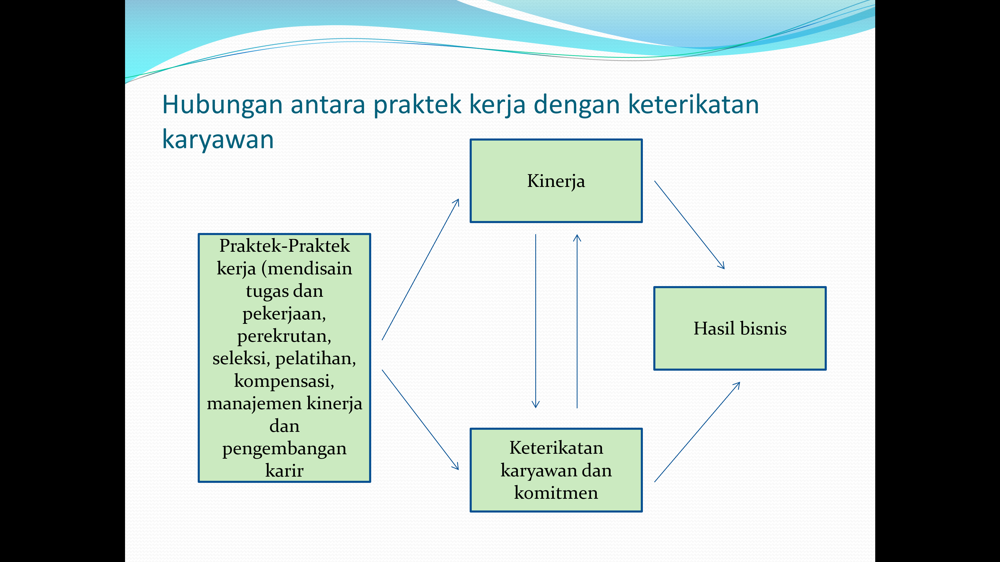 Hubungan antara praktek kerja dengan keterikatan
karyawan
Kinerja
Praktek-Praktek
kerja (mendisain
tugas dan
pekerjaan,
perekrutan,
seleksi, pelatihan,
kompensasi,
manajemen kinerja
dan
pengembangan
karir
Hasil bisnis
Keterikatan
karyawan dan
komitmen